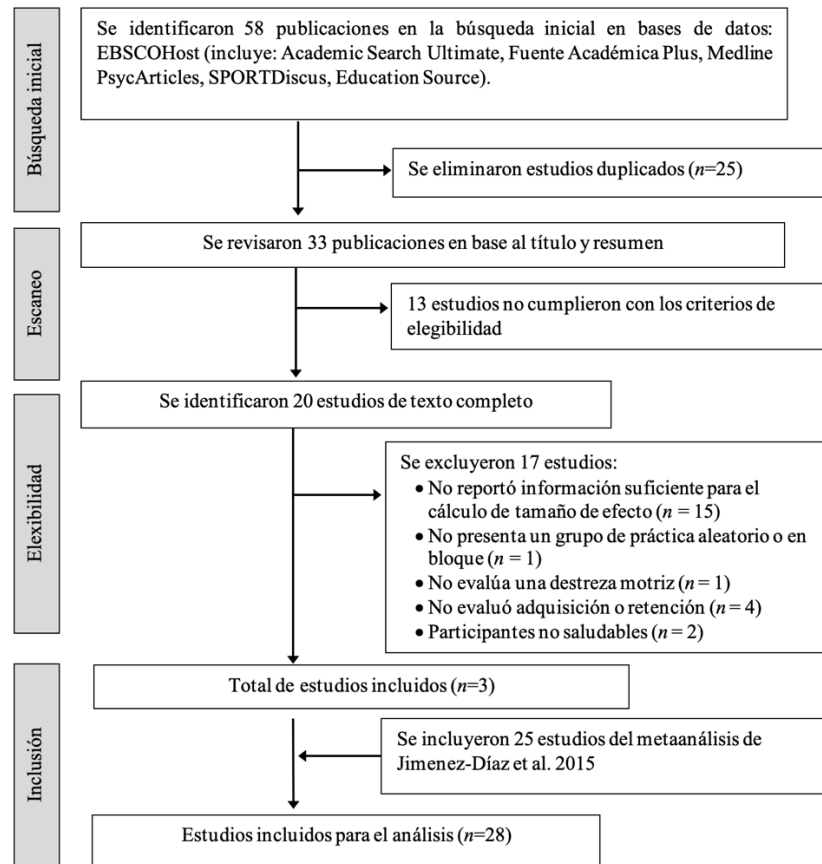 Búsqueda inicial
Se identificaron 58 publicaciones en la búsqueda inicial en bases de datos:
EBSCOHost (incluye: Academic Search Ultimate, Fuente Académica Plus, Medline
PsycArticles, SPORTDiscus, Education Source).
Se eliminaron estudios duplicados (n=25)
Escaneo
Se revisaron 33 publicaciones en base al título y resumen
13 estudios no cumplieron con los criterios de
elegibilidad
Elexibilidad
Se identificaron 20 estudios de texto completo
Se excluyeron 17 estudios:
• No reportó información suficiente para el
cálculo de tamaño de efecto (n = 15)
• No presenta un grupo de práctica aleatorio o en
bloque (n = 1)
• No evalúa una destreza motriz (n = 1)
• No evaluó adquisición o retención (n = 4)
• Participantes no saludables (n = 2)
Inclusión
Total de estudios incluidos (n=3)
Se incluyeron 25 estudios del metaanálisis de
Jimenez-Díaz et al. 2015
Estudios incluidos para el análisis (n=28)